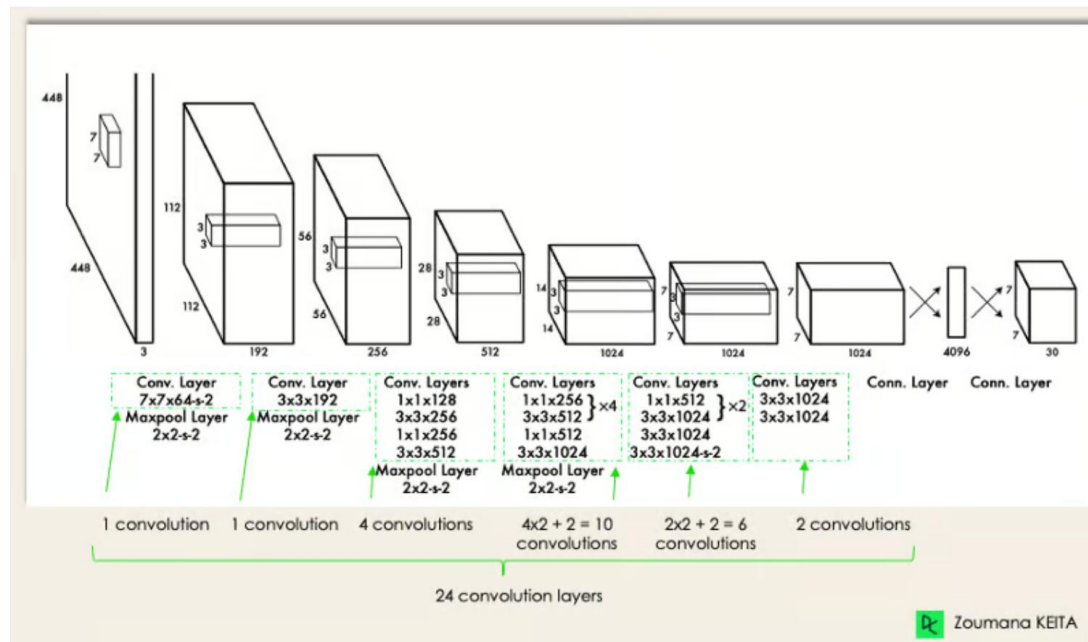 448
7
7
448
3
112
3
3
112
192
56
3
3
56
256
28
3
3
28
512
14
3
3
14
1024
7
3
3
7
1024
7
7
1024
4096
7
7
30
Conv. Layer
7x7x64-s-2
Maxpool Layer
2x2-s-2
Conv. Layer
3x3x192
Maxpool Layer
2x2-s-2
Conv. Layers
1x1x128
3x3x256
1x1x256
3x3x512
Maxpool Layer
2x2-s-2
Conv. Layers
1x1x256
3x3x512
} ×4
1x1x512
3x3x1024
Maxpool Layer
2x2-s-2
Conv. Layers
1x1x512
3x3x1024
} ×2
3x3x1024
3x3x1024-s-2
Conv. Layers
3x3x1024
3x3x1024
Conn. Layer
Conn. Layer
1 convolution
1 convolution
4 convolutions
4x2 + 2 = 10
convolutions
2x2 + 2 = 6
convolutions
2 convolutions
24 convolution layers
Zoumana KEITA